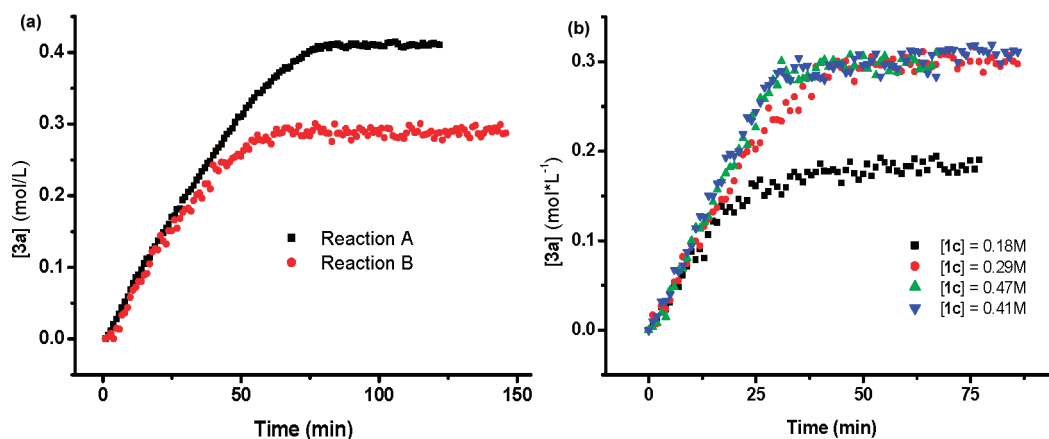 (a)
[3a] (mol/L)
0.4
0.3
0.2
0.1
0.0
0
50
100
150
Time (min)
Reaction A
Reaction B
(b)
[3a] (mol*L⁻¹)
0.3
0.2
0.1
0.0
0
25
50
75
Time (min)
[1c] = 0.18M
[1c] = 0.29M
[1c] = 0.47M
[1c] = 0.41M